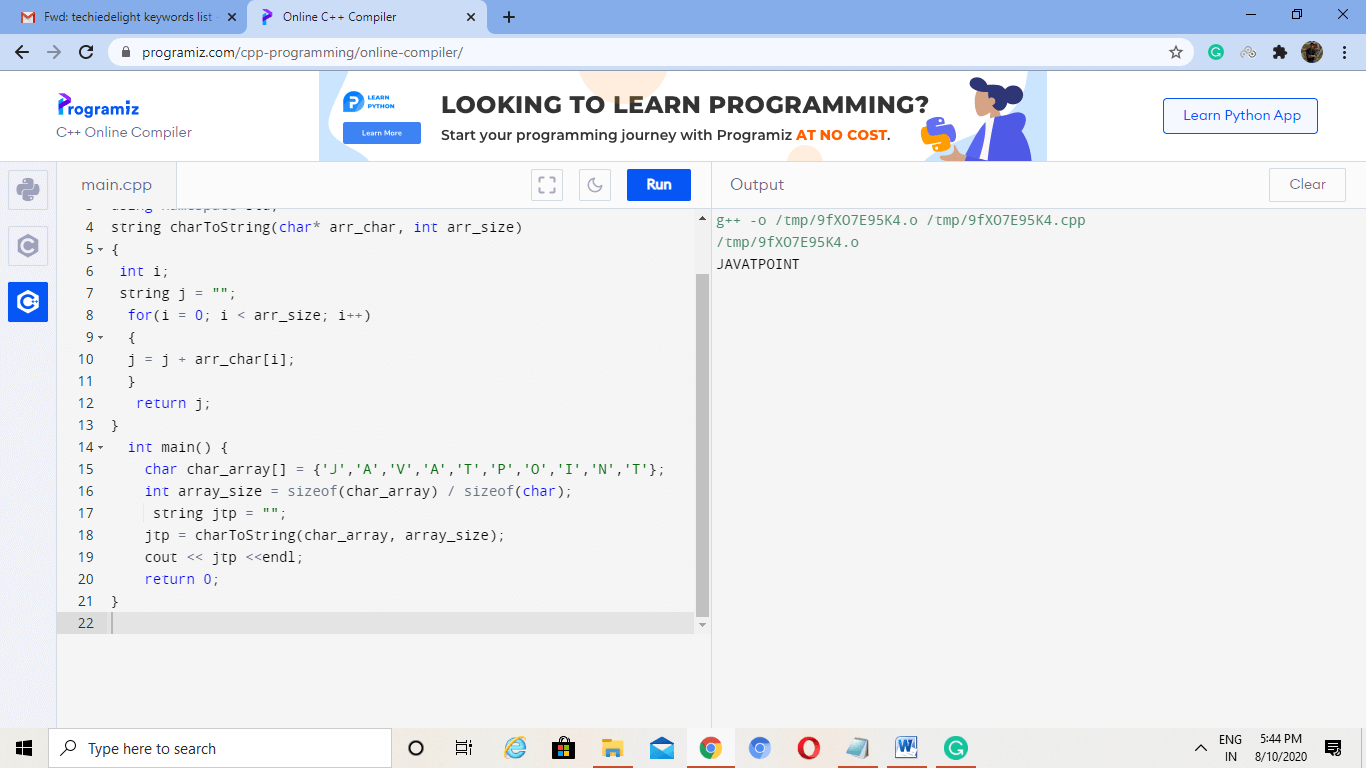 Fwd: techiedelight keywords list -
Online C++ Compiler
programiz.com/cpp-programming/online-compiler/
Programiz
C++ Online Compiler
LEARN
PYTHON
Learn More
LOOKING TO LEARN PROGRAMMING?
Start your programming journey with Programiz AT NO COST.
Learn Python App
main.cpp
Run
Output
Clear
4 string charToString(char* arr_char, int arr_size)
5 {
6 int i;
7 string j = "";
8 for(i = 0; i < arr_size; i++)
9 {
10 j = j + arr_char[i];
11 }
12 return j;
13 }
14 int main() {
15 char char_array[] = {'J','A','V','A','T','P','O','I','N','T'};
16 int array_size = sizeof(char_array) / sizeof(char);
17 string jtp = "";
18 jtp = charToString(char_array, array_size);
19 cout << jtp <<endl;
20 return 0;
21 }
22
g++ -o /tmp/9fXO7E95K4.o /tmp/9fXO7E95K4.cpp
/tmp/9fXO7E95K4.o
JAVATPOINT
Type here to search
ENG
IN
5:44 PM
8/10/2020